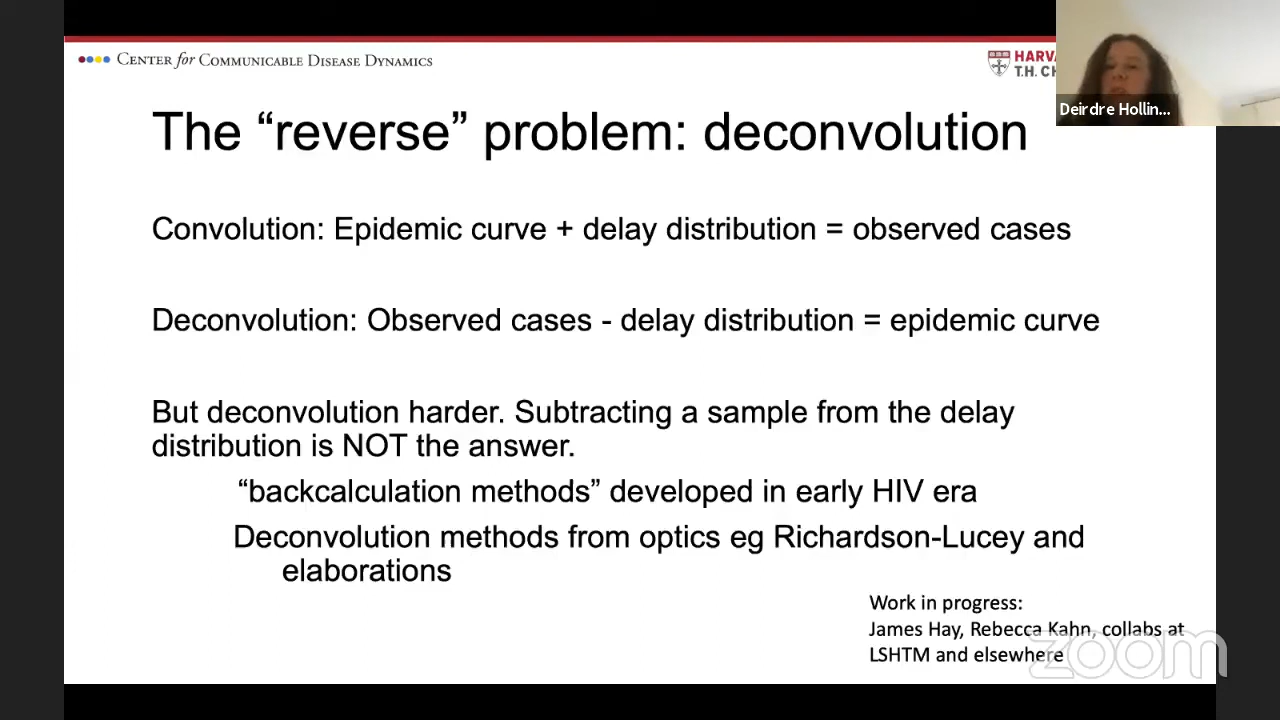 CENTER for COMMUNICABLE DISEASE DYNAMICS
HARVA
T.H. CH
Deirdre Hollin...
The “reverse” problem: deconvolution
Convolution: Epidemic curve + delay distribution = observed cases
Deconvolution: Observed cases - delay distribution = epidemic curve
But deconvolution harder. Subtracting a sample from the delay
distribution is NOT the answer.
“backcalculation methods” developed in early HIV era
Deconvolution methods from optics eg Richardson-Lucey and
elaborations
Work in progress:
James Hay, Rebecca Kahn, collabs at
LSHTM and elsewhere
zoom